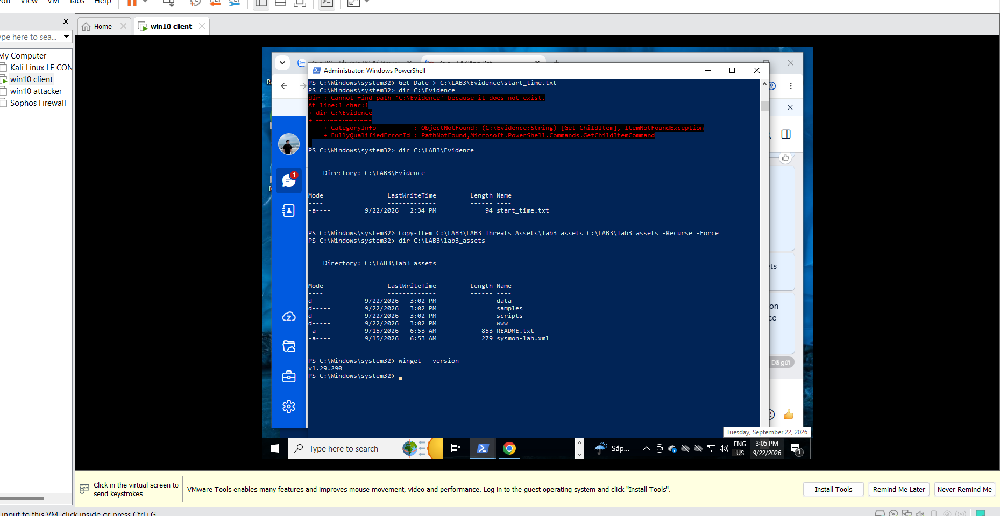 View VM Tabs Help
Home
win10 client
My Computer
Kali Linux LE CON
win10 client
win10 attacker
Sophos Firewall
Administrator: Windows PowerShell
PS C:\Windows\system32> Get-Date > C:\LAB3\Evidence\start_time.txt
PS C:\Windows\system32> dir C:\Evidence
dir : Cannot find path 'C:\Evidence' because it does not exist.
At line:1 char:1
+ dir C:\Evidence
+ ~~~~~~~~~~~~~~~
+ CategoryInfo : ObjectNotFound: (C:\Evidence:String) [Get-ChildItem], ItemNotFoundException
+ FullyQualifiedErrorId : PathNotFound,Microsoft.PowerShell.Commands.GetChildItemCommand
PS C:\Windows\system32> dir C:\LAB3\Evidence
Directory: C:\LAB3\Evidence
Mode LastWriteTime Length Name
---- ------------- ------ ----
-a---- 9/22/2026 2:34 PM 94 start_time.txt
PS C:\Windows\system32> Copy-Item C:\LAB3\LAB3_Threats_Assets\lab3_assets C:\LAB3\lab3_assets -Recurse -Force
PS C:\Windows\system32> dir C:\LAB3\lab3_assets
Directory: C:\LAB3\lab3_assets
Mode LastWriteTime Length Name
---- ------------- ------ ----
d----- 9/22/2026 3:02 PM data
d----- 9/22/2026 3:02 PM samples
d----- 9/22/2026 3:02 PM scripts
d----- 9/22/2026 3:02 PM www
-a---- 9/15/2026 6:53 AM 853 README.txt
-a---- 9/15/2026 6:53 AM 279 sysmon-lab.xml
PS C:\Windows\system32> winget --version
v1.29.290
PS C:\Windows\system32>
1
ets
on
ce-
Đã gửi
Tuesday, September 22, 2026
Type here to search
Sắp...
ENG
US
3:05 PM
9/22/2026
3
Click in the virtual screen to
send keystrokes
VMware Tools enables many features and improves mouse movement, video and performance. Log in to the guest operating system and click "Install Tools".
Install Tools
Remind Me Later
Never Remind Me
input to this VM, click inside or press Ctrl+G.